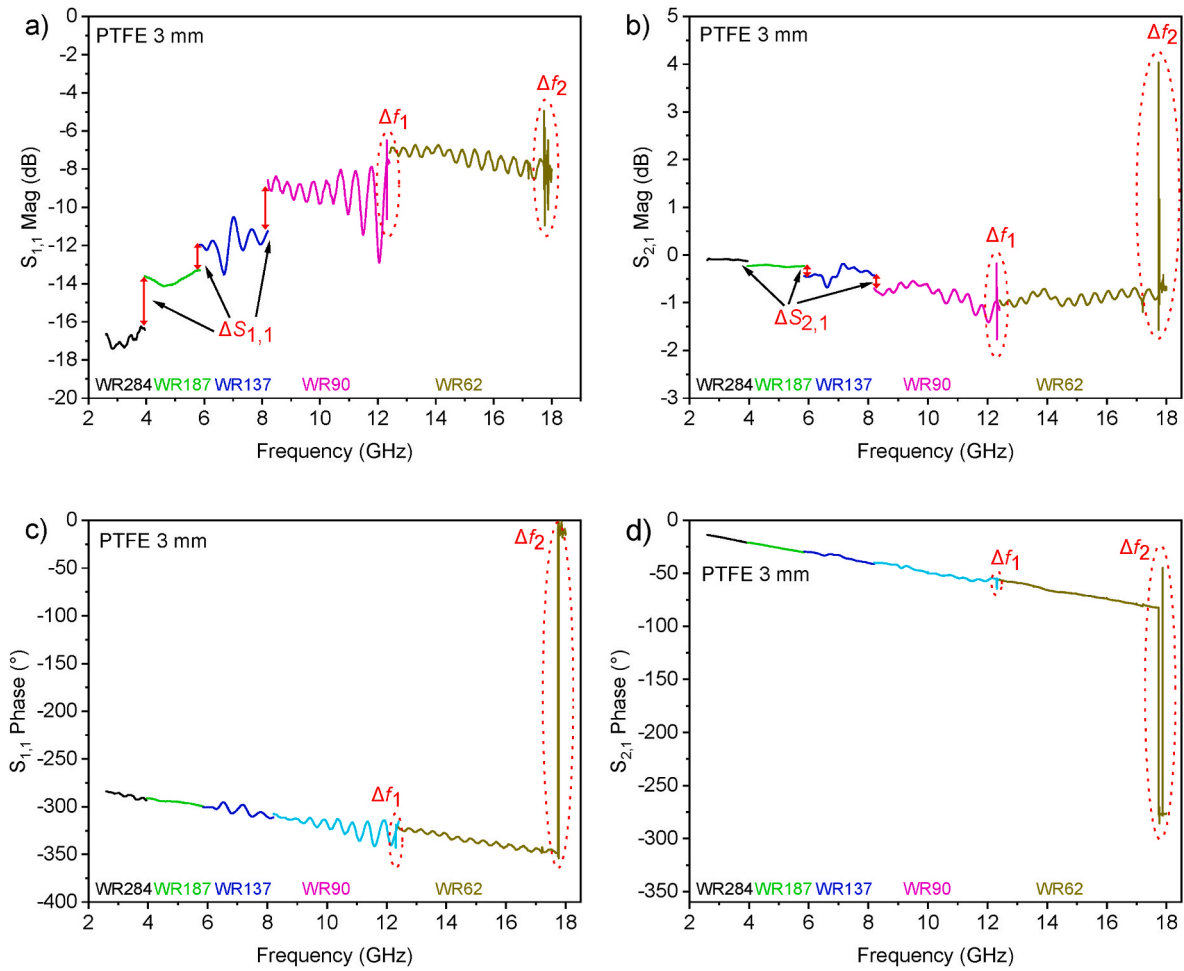 a)
PTFE 3 mm
0
-2
-4
-6
-8
-10
-12
-14
-16
-18
-20
S1,1 Mag (dB)
Δf1
Δf2
ΔS1,1
WR284 WR187 WR137 WR90 WR62
2 4 6 8 10 12 14 16 18
Frequency (GHz)
b)
PTFE 3 mm
5
4
3
2
1
0
-1
-2
-3
S2,1 Mag (dB)
Δf2
Δf1
ΔS2,1
WR284 WR187 WR137 WR90 WR62
2 4 6 8 10 12 14 16 18
Frequency (GHz)
c)
PTFE 3 mm
0
-50
-100
-150
-200
-250
-300
-350
-400
S1,1 Phase (°)
Δf2
Δf1
WR284 WR187 WR137 WR90 WR62
2 4 6 8 10 12 14 16 18
Frequency (GHz)
d)
PTFE 3 mm
0
-50
-100
-150
-200
-250
-300
-350
S2,1 Phase (°)
Δf1
Δf2
WR284 WR187 WR137 WR90 WR62
2 4 6 8 10 12 14 16 18
Frequency (GHz)